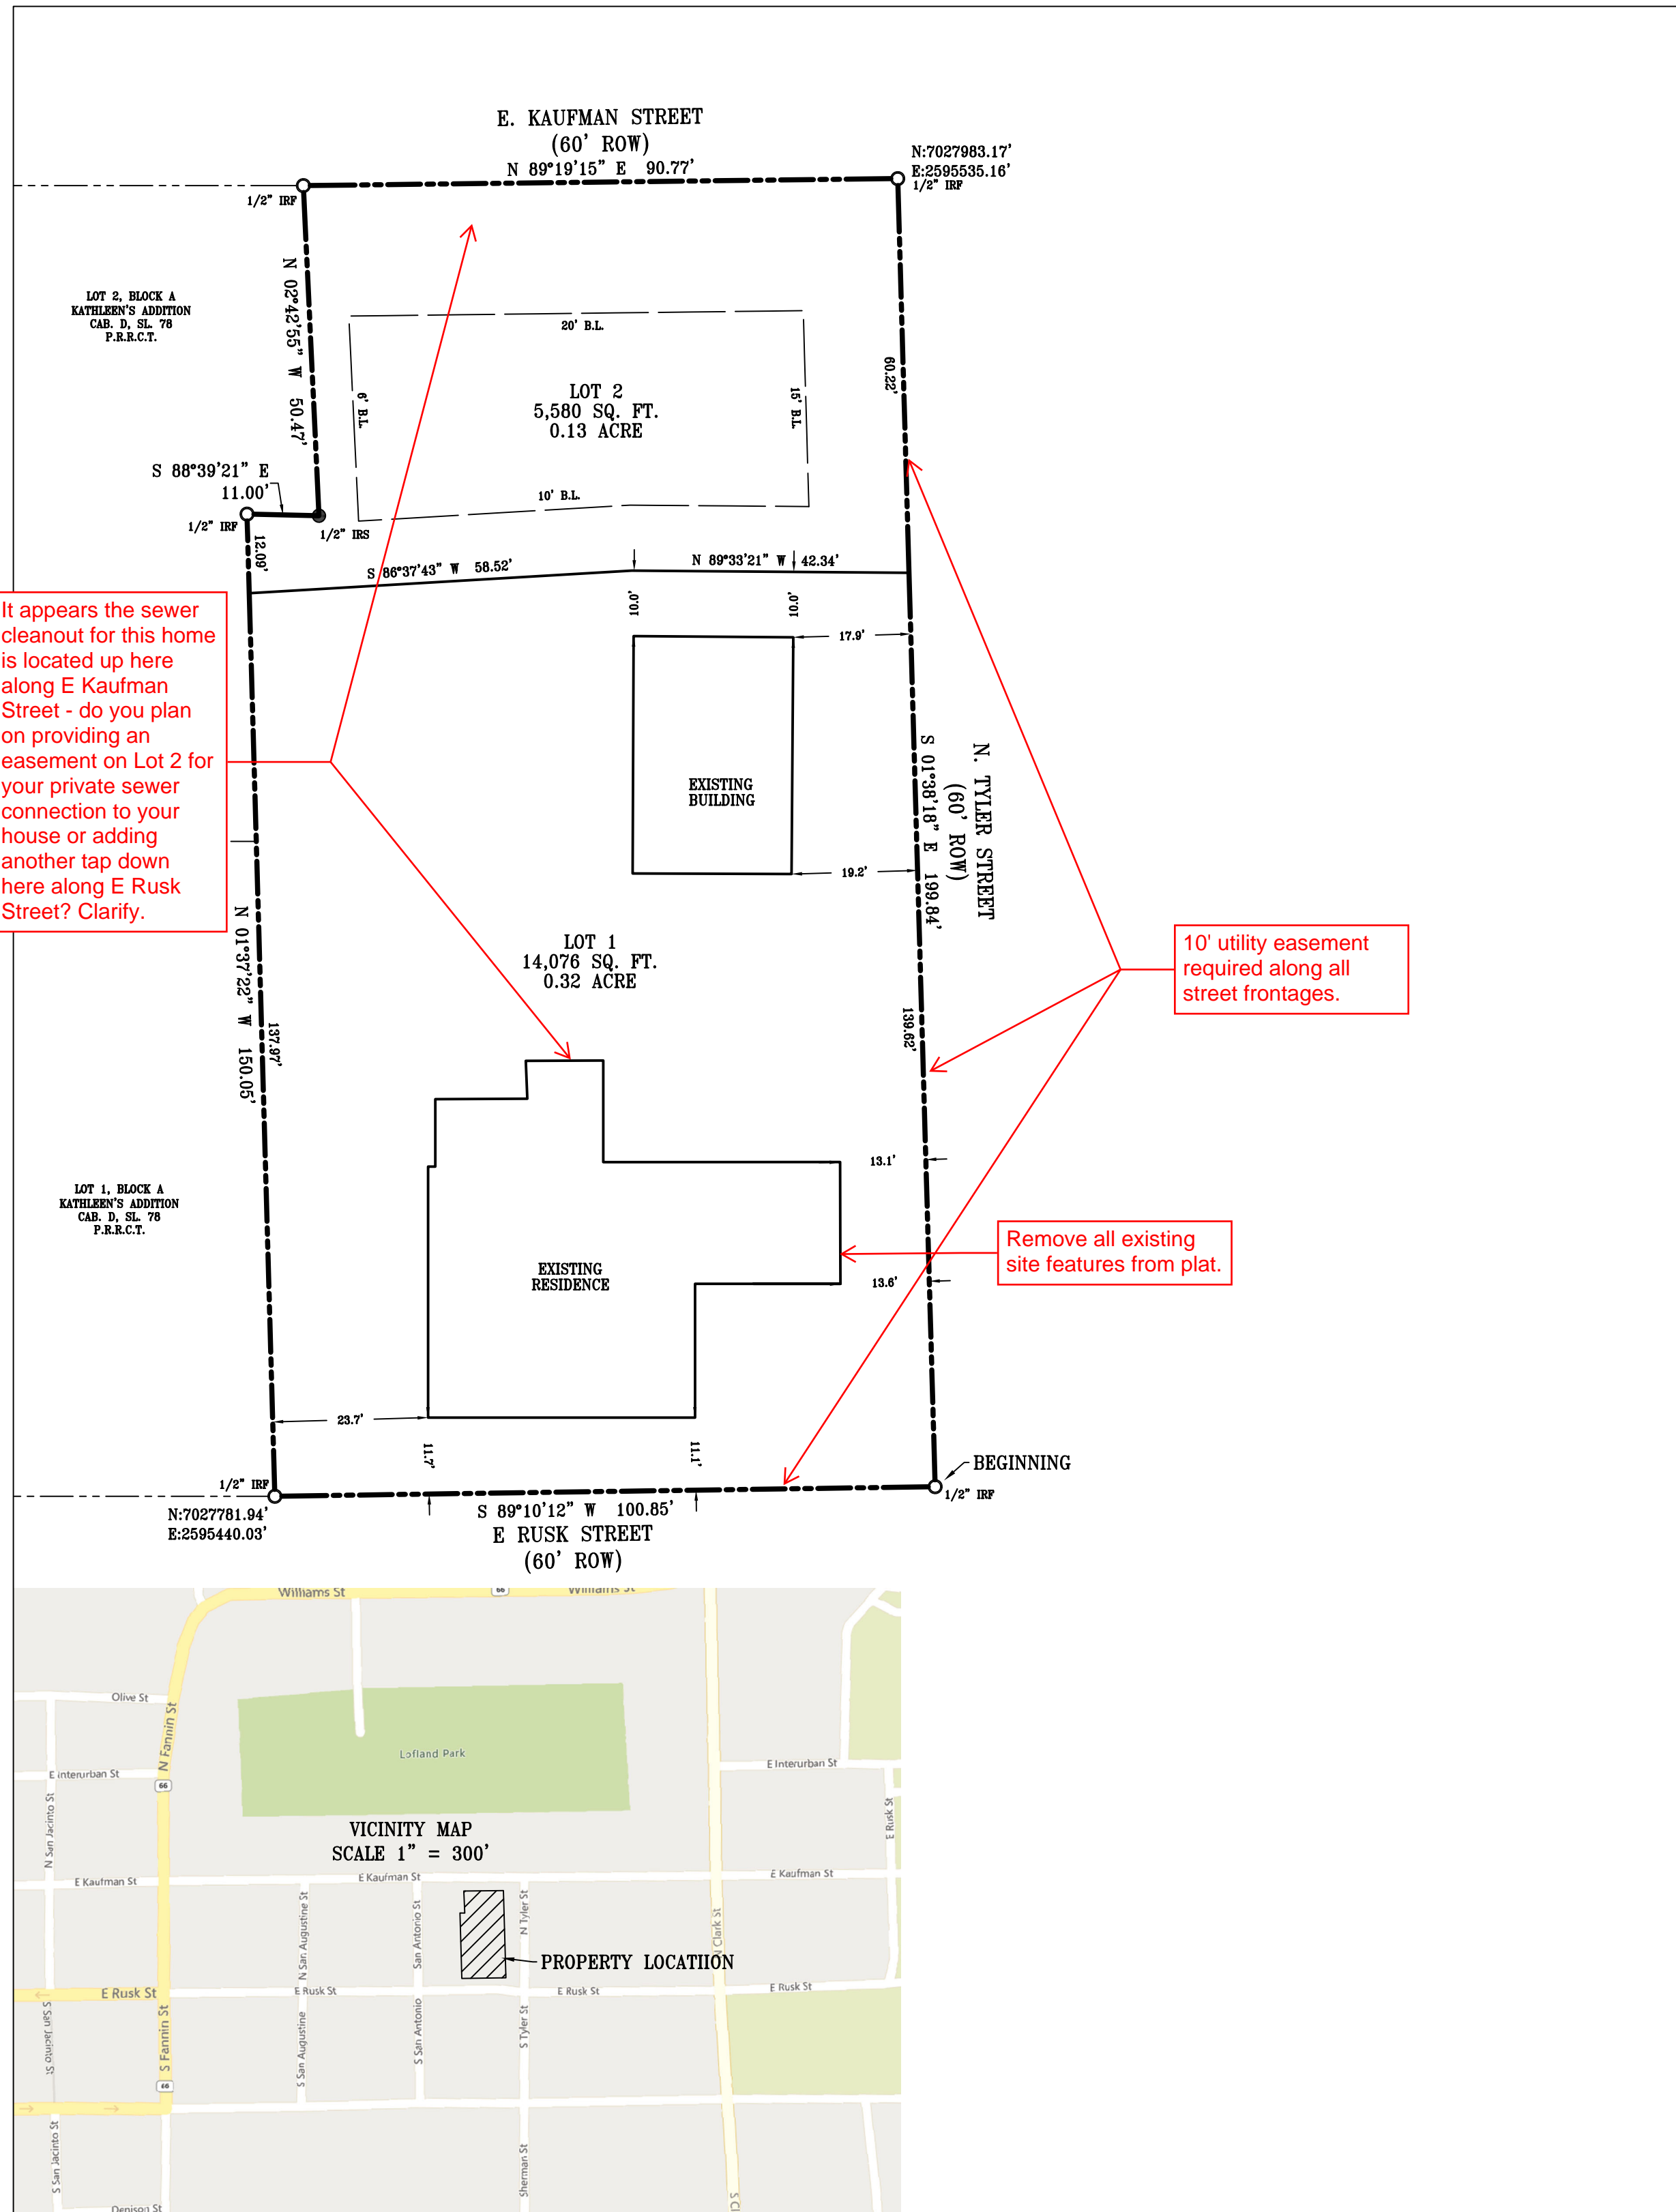 E. KAUFMAN STREET
(60' ROW)
N 89°19'15" E 90.77'
N:7027983.17'
E:2595535.16'
1/2" IRF
1/2" IRF
N 02°42'55" W 50.47'
LOT 2, BLOCK A
KATHLEEN'S ADDITION
CAB. D, SL. 78
P.R.R.C.T.
20' B.L.
6' B.L.
15' B.L.
60.22'
LOT 2
5,580 SQ. FT.
0.13 ACRE
S 88°39'21" E
11.00'
10' B.L.
1/2" IRF
1/2" IRS
12.09'
S 86°37'43" W 58.52'
N 89°33'21" W 42.34'
It appears the sewer
cleanout for this home
is located up here
along E Kaufman
Street - do you plan
on providing an
easement on Lot 2 for
your private sewer
connection to your
house or adding
another tap down
here along E Rusk
Street? Clarify.
10.0'
10.0'
17.9'
EXISTING
BUILDING
N. TYLER STREET
(60' ROW)
S 01°38'18" E 199.84'
19.2'
N 01°37'22" W 150.05'
137.97'
LOT 1
14,076 SQ. FT.
0.32 ACRE
10' utility easement
required along all
street frontages.
139.62'
13.1'
LOT 1, BLOCK A
KATHLEEN'S ADDITION
CAB. D, SL. 78
P.R.R.C.T.
Remove all existing
site features from plat.
EXISTING
RESIDENCE
13.6'
23.7'
11.7'
11.1'
BEGINNING
1/2" IRF
1/2" IRF
N:7027781.94'
E:2595440.03'
S 89°10'12" W 100.85'
E RUSK STREET
(60' ROW)
Williams St
66
Williams St
Olive St
N Fannin St
Lofland Park
E Interurban St
E Interurban St
66
N San Jacinto St
E Rusk St
VICINITY MAP
SCALE 1" = 300'
E Kaufman St
E Kaufman St
E Kaufman St
N San Augustine St
San Antonio St
N Tyler St
N Clark St
PROPERTY LOCATIION
E Rusk St
E Rusk St
E Rusk St
E Rusk St
S San Jacinto St
S Fannin St
S San Augustine
S San Antonio
S Tyler St
66
S San Jacinto St
Sherman St
S Cl
Denison St